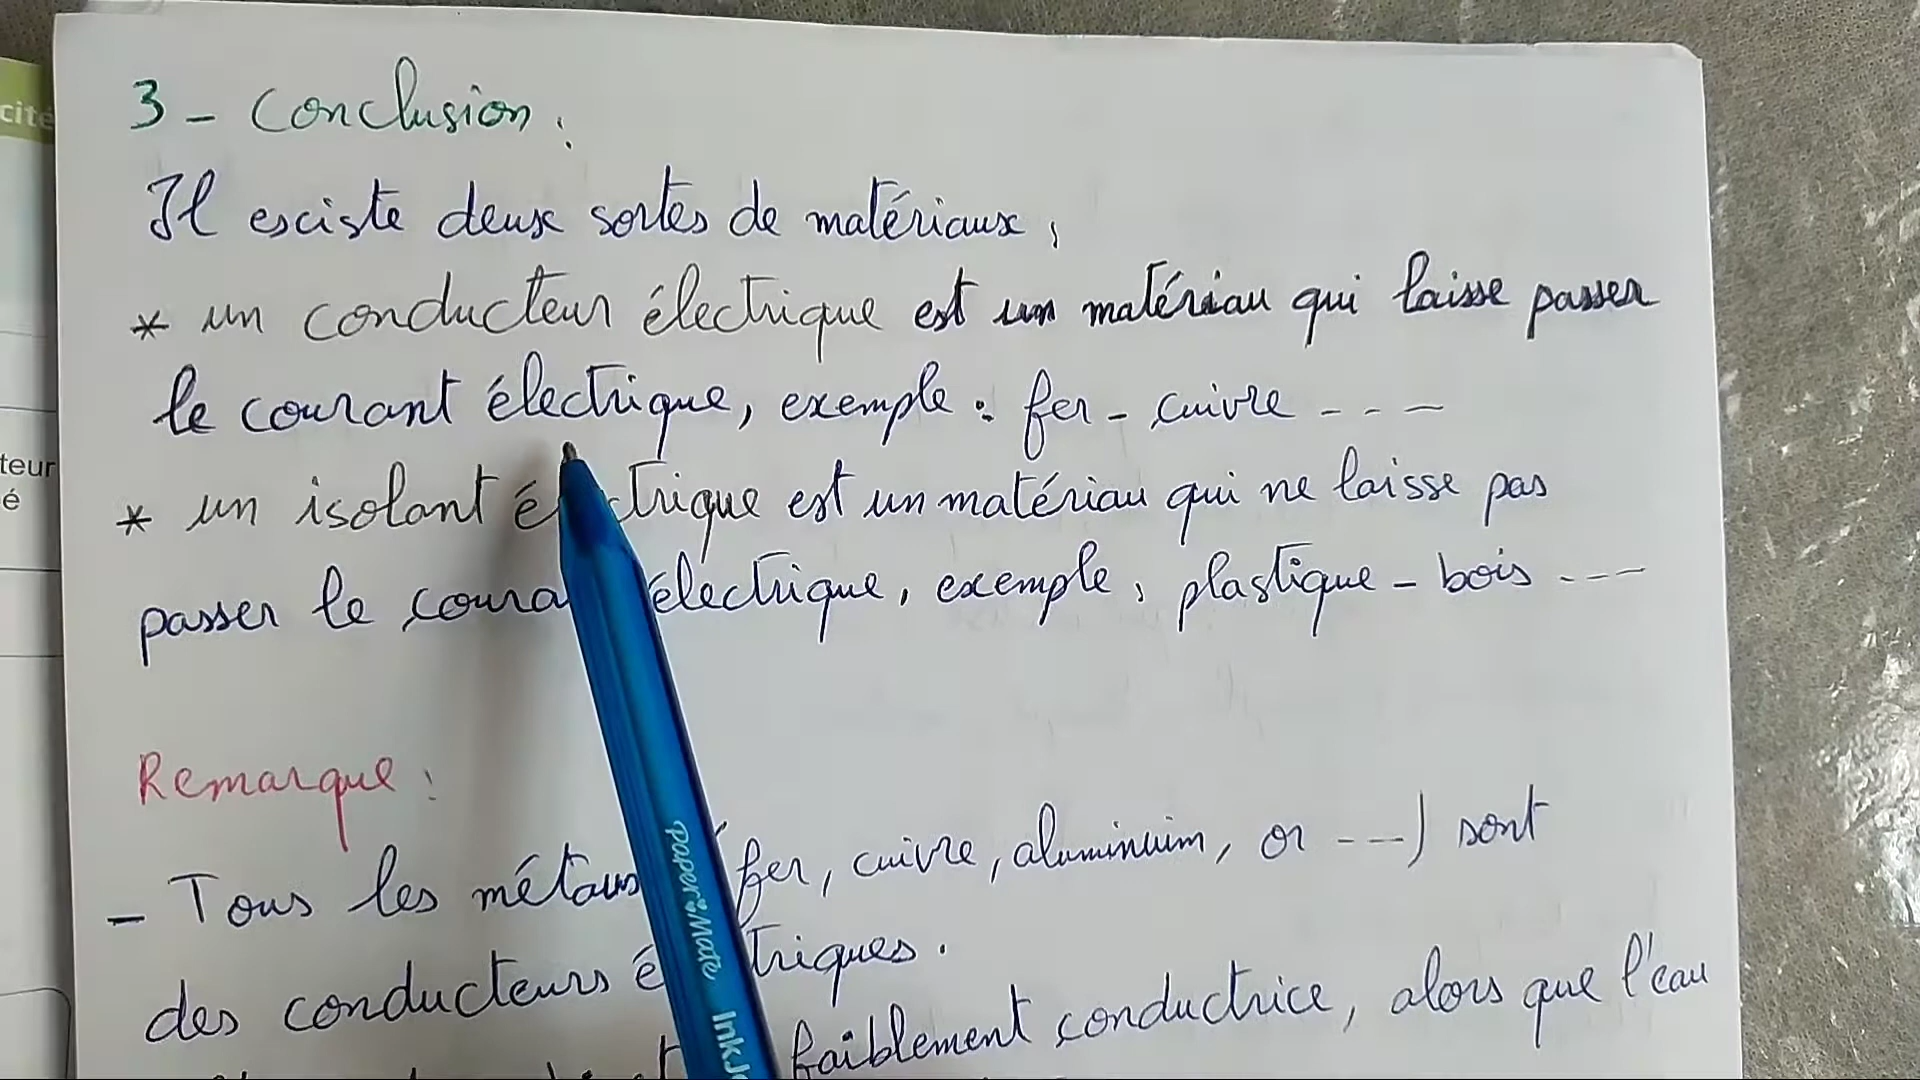 3 - Conclusion :
Il existe deux sortes de matériaux :
* un conducteur électrique est un matériau qui laisse passer
le courant électrique, exemple : fer - cuivre - - -
* un isolant é trique est un matériau qui ne laisse pas
passer le coura électrique, exemple : plastique - bois - - -
Remarque :
- Tous les métaux fer, cuivre, aluminium, or - - -) sont
des conducteurs é triques.
faiblement conductrice, alors que l'eau
cité
teur
é
Paper Mate InkJ